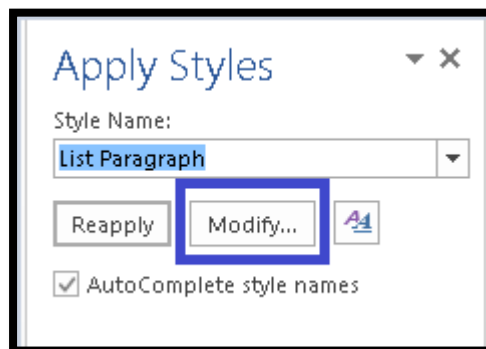 Apply Styles
Style Name:
List Paragraph
Reapply Modify...
AutoComplete style names